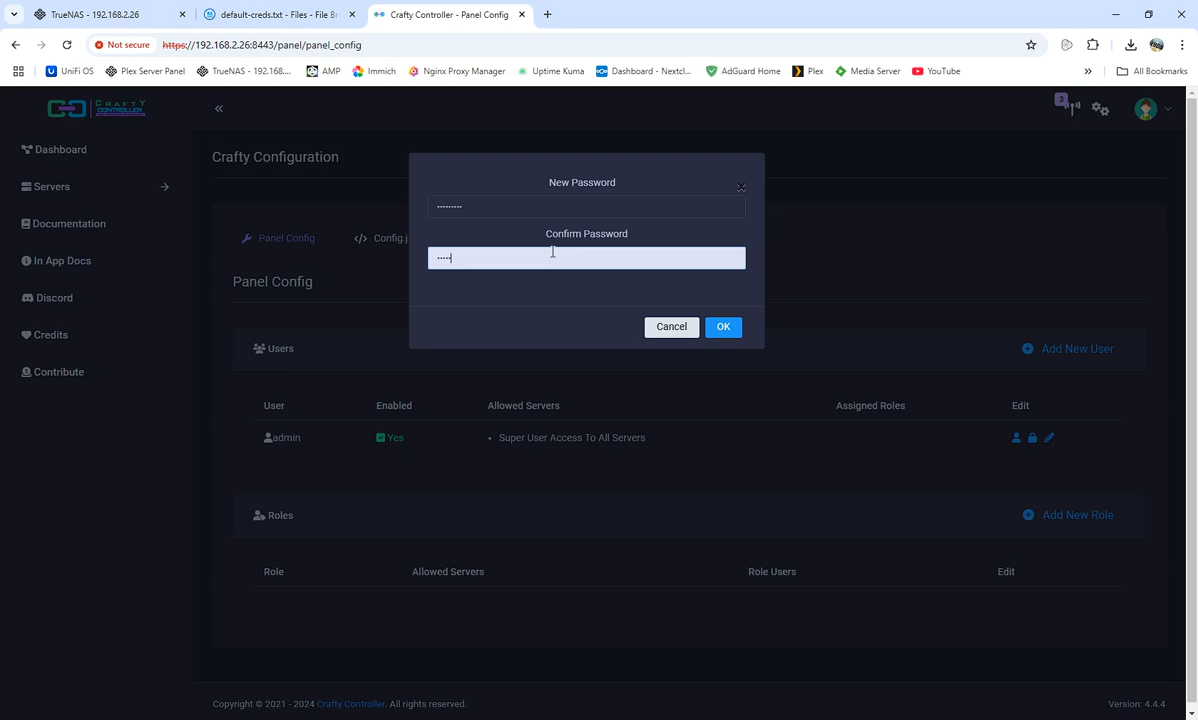 TrueNAS - 192.168.2.26
default-creds.txt - Files - File Br
Crafty Controller - Panel Config
Not secure
https://192.168.2.26:8443/panel/panel_config
UniFi OS
Plex Server Panel
TrueNAS - 192.168....
AMP
Immich
Nginx Proxy Manager
Uptime Kuma
Dashboard - Nextcl...
AdGuard Home
Plex
Media Server
YouTube
All Bookmarks
CRAFTY
CONTROLLER
3
Dashboard
Servers
Documentation
In App Docs
Discord
Credits
Contribute
Crafty Configuration
Panel Config
Config.j
Panel Config
New Password
•••••••••
Confirm Password
•••••
Cancel
OK
Users
Add New User
User
Enabled
Allowed Servers
Assigned Roles
Edit
admin
Yes
• Super User Access To All Servers
Roles
Add New Role
Role
Allowed Servers
Role Users
Edit
Copyright © 2021 - 2024 Crafty Controller. All rights reserved.
Version: 4.4.4